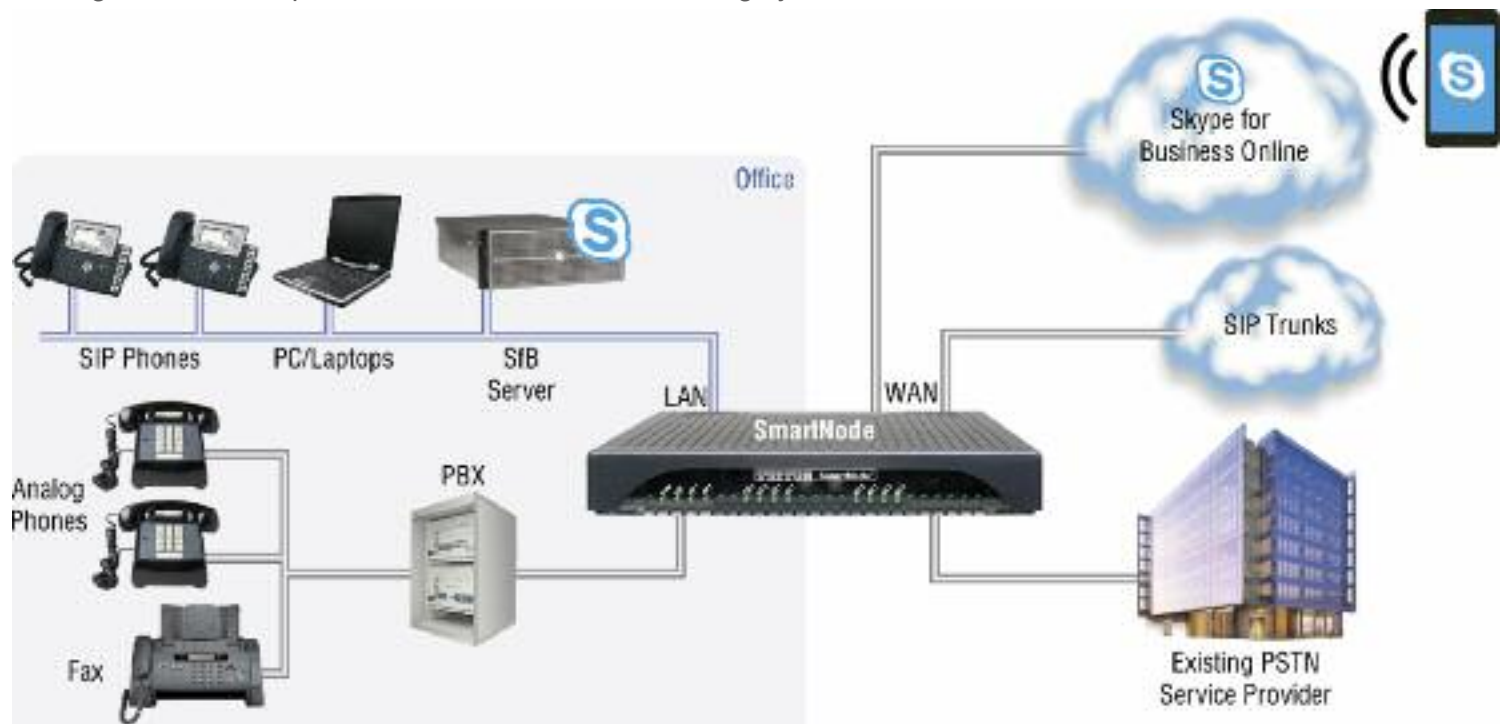 S
Skype for
Business Online
S
Office
S
SIP Trunks
SIP Phones
PC/Laptops
SfB
Server
LAN
WAN
SmartNode
SmartNode
PBX
Analog
Phones
Fax
Existing PSTN
Service Provider